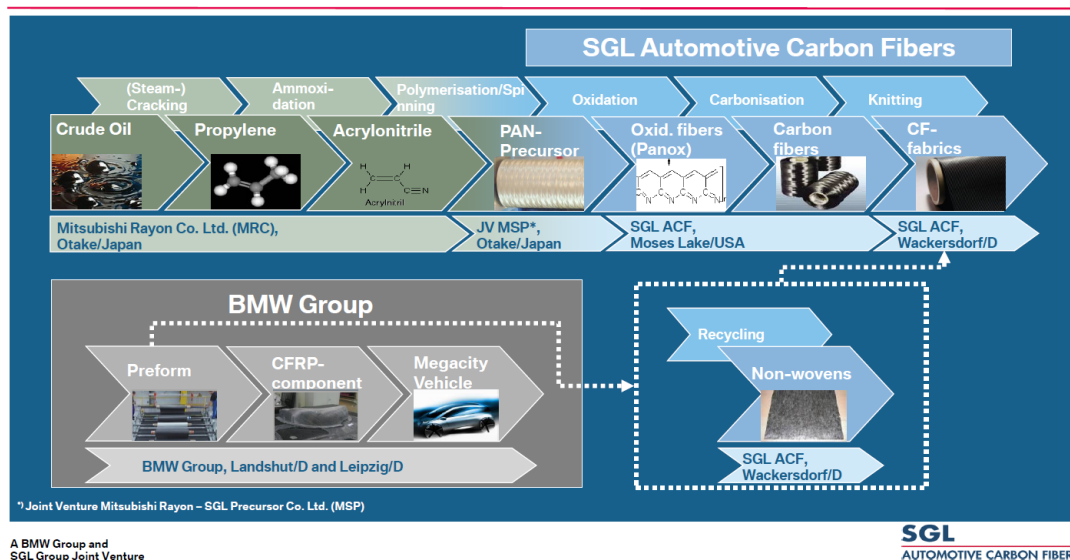 SGL Automotive Carbon Fibers
(Steam-)
Cracking
Ammoxi-
dation
Polymerisation/Spi
nning
Oxidation
Carbonisation
Knitting
Crude Oil
Propylene
Acrylonitrile
PAN-
Precursor
Oxid. fibers
(Panox)
Carbon
fibers
CF-
fabrics
H
H
H
C≡N
Acrylonitril
N
N
N
N
n
Mitsubishi Rayon Co. Ltd. (MRC),
Otake/Japan
JV MSP*,
Otake/Japan
SGL ACF,
Moses Lake/USA
SGL ACF,
Wackersdorf/D
BMW Group
Preform
CFRP-
component
Megacity
Vehicle
BMW Group, Landshut/D and Leipzig/D
Recycling
Non-wovens
SGL ACF,
Wackersdorf/D
*) Joint Venture Mitsubishi Rayon – SGL Precursor Co. Ltd. (MSP)
A BMW Group and
SGL Group Joint Venture
SGL
AUTOMOTIVE CARBON FIBER